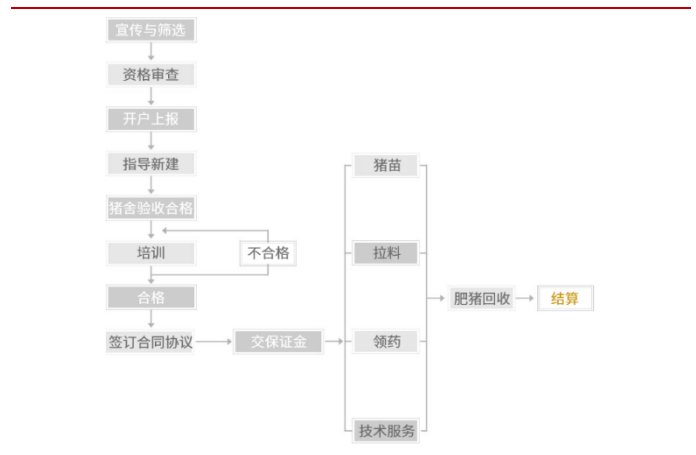 宣传与筛选
资格审查
开户上报
指导新建
猪舍验收合格
培训
不合格
合格
签订合同协议
交保证金
猪苗
拉料
领药
技术服务
肥猪回收
结算